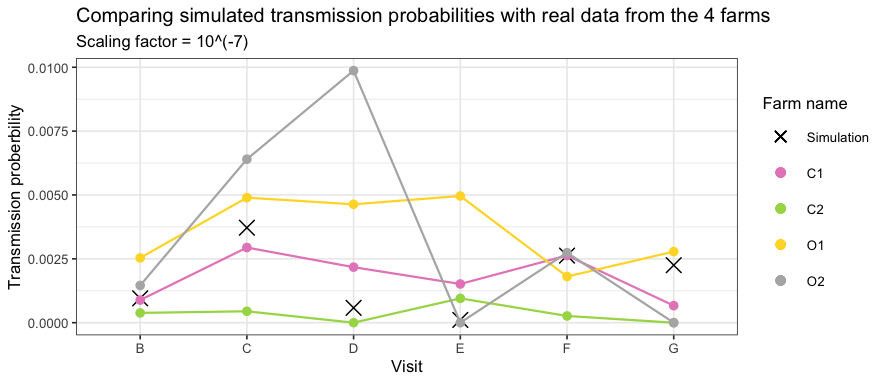 Comparing simulated transmission probabilities with real data from the 4 farms
Scaling factor = 10^(-7)
Transmission proberbility
0.0100
0.0075
0.0050
0.0025
0.0000
B C D E F G
Visit
Farm name
Simulation
C1
C2
O1
O2